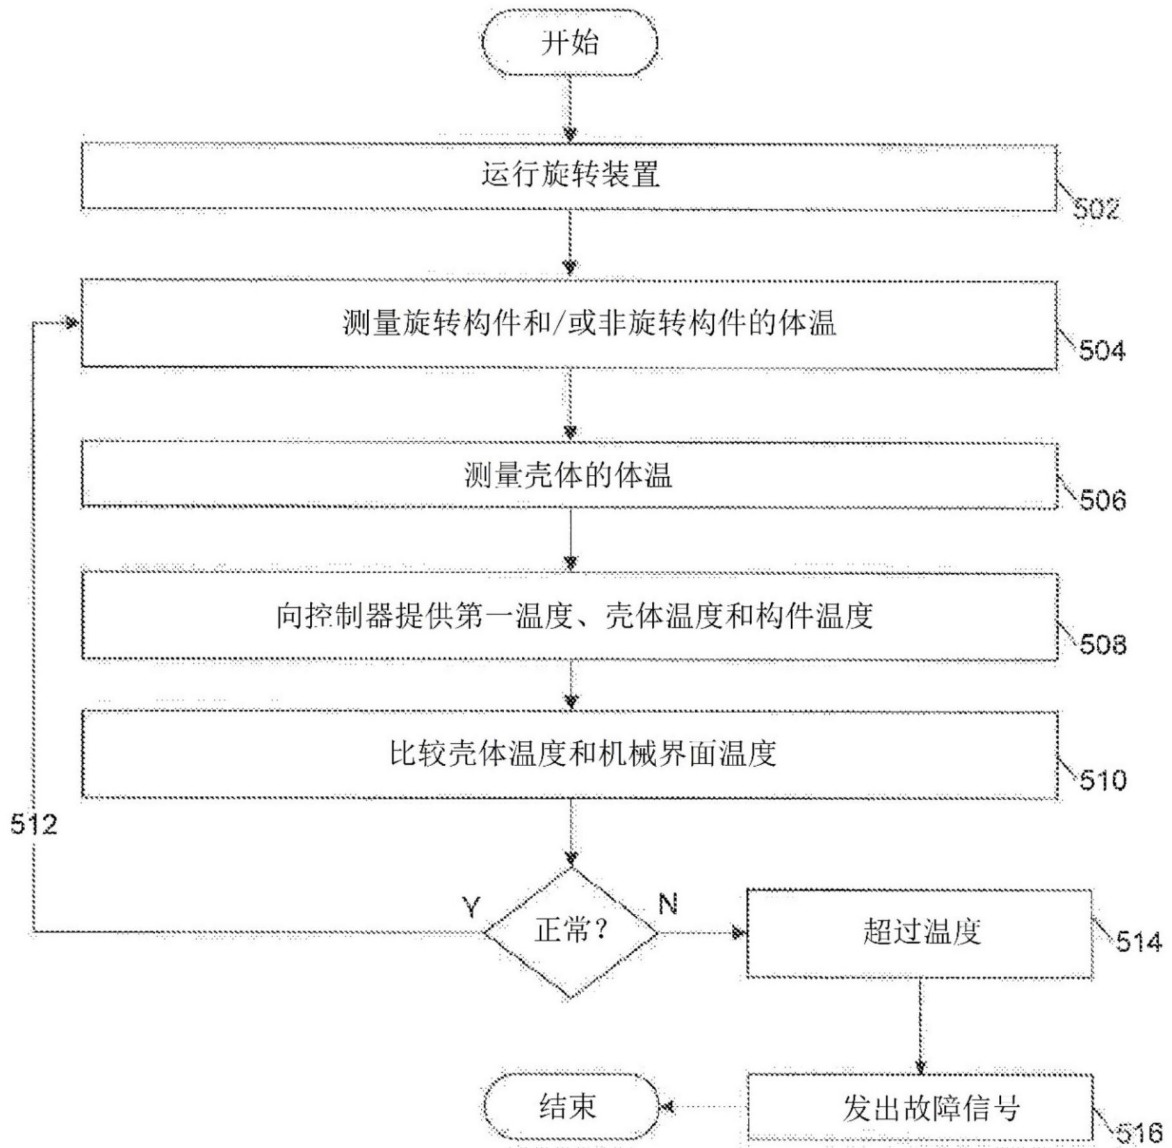 开始
运行旋转装置
502
测量旋转构件和/或非旋转构件的体温
504
测量壳体的体温
506
向控制器提供第一温度、壳体温度和构件温度
508
比较壳体温度和机械界面温度
510
512
Y
正常?
N
超过温度
514
结束
发出故障信号
516